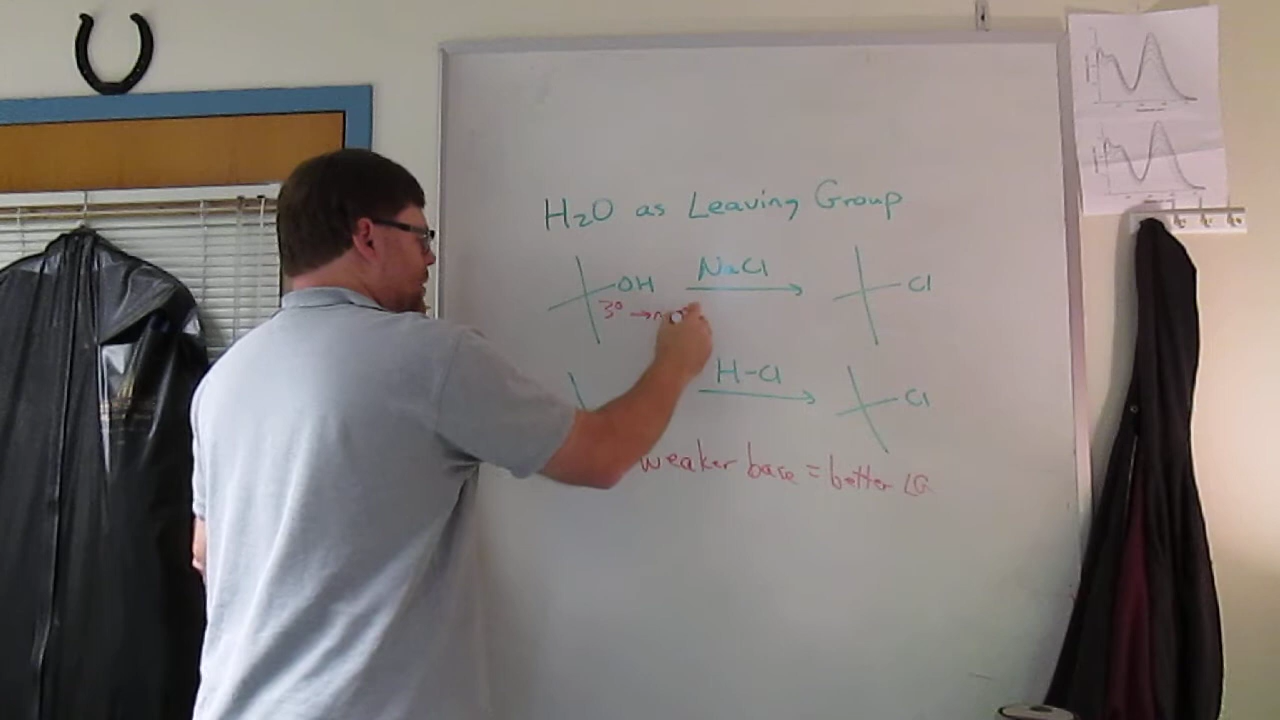 H2O as Leaving Group
OH NaCl Cl
3° →
H-Cl Cl
weaker base = better LG